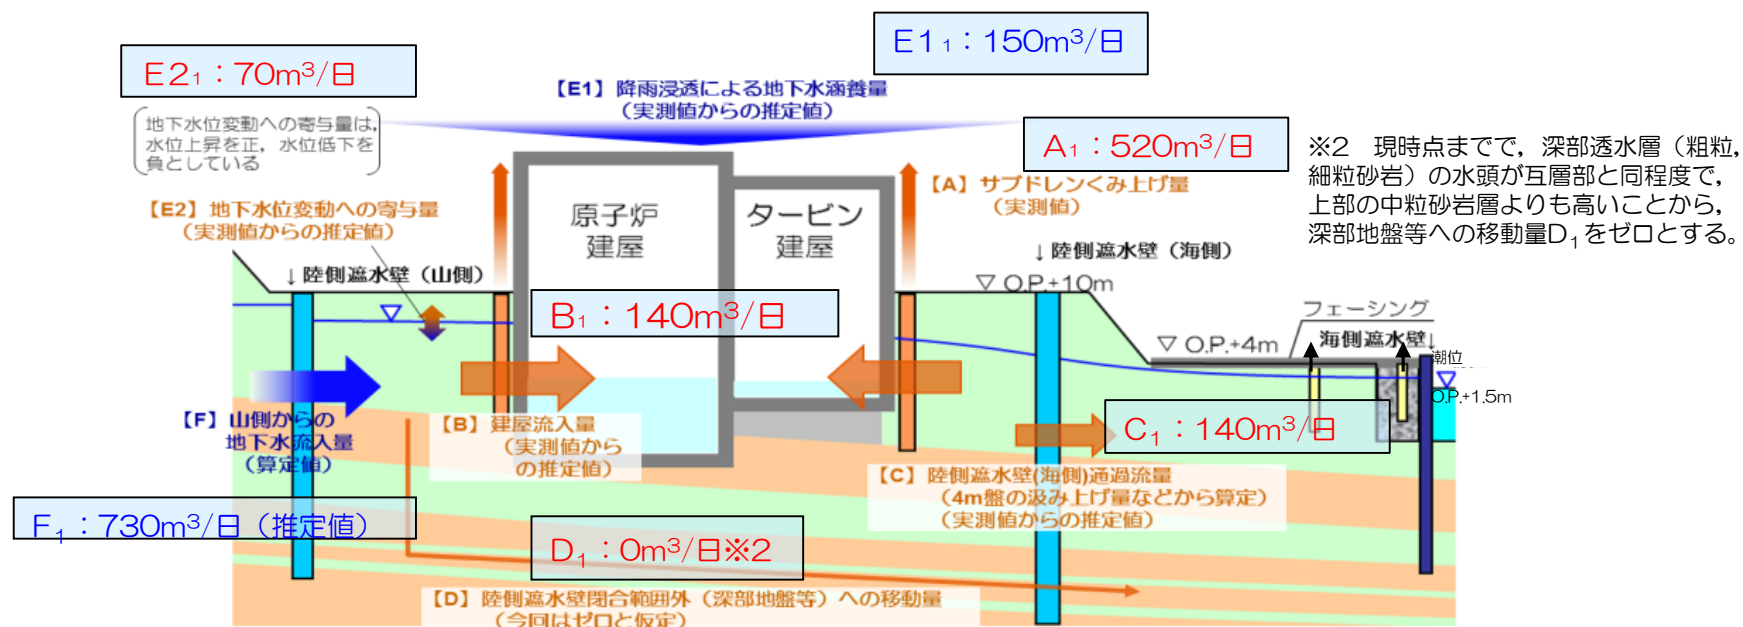 E1₁：150m³/日
E2₁：70m³/日
【E1】降雨浸透による地下水涵養量
（実測値からの推定値）
地下水位変動への寄与量は，
水位上昇を正，水位低下を
負としている
A₁：520m³/日
※2　現時点までで，深部透水層（粗粒，
細粒砂岩）の水頭が互層部と同程度で，
上部の中粒砂岩層よりも高いことから，
深部地盤等への移動量D₁をゼロとする。
【A】サブドレンくみ上げ量
（実測値）
【E2】地下水位変動への寄与量
（実測値からの推定値）
原子炉
建屋
タービン
建屋
↓陸側遮水壁（山側）
↓陸側遮水壁（海側）
▽ O.P.+10m
B₁：140m³/日
フェーシング
▽ O.P.+4m
海側遮水壁↓
潮位
O.P.+1.5m
【F】山側からの
地下水流入量
（算定値）
【B】建屋流入量
（実測値から
の推定値）
C₁：140m³/日
【C】陸側遮水壁(海側)通過流量
（4m盤の汲み上げ量などから算定）
（実測値からの推定値）
F₁：730m³/日（推定値）
D₁：0m³/日※2
【D】陸側遮水壁閉合範囲外（深部地盤等）への移動量
（今回はゼロと仮定）